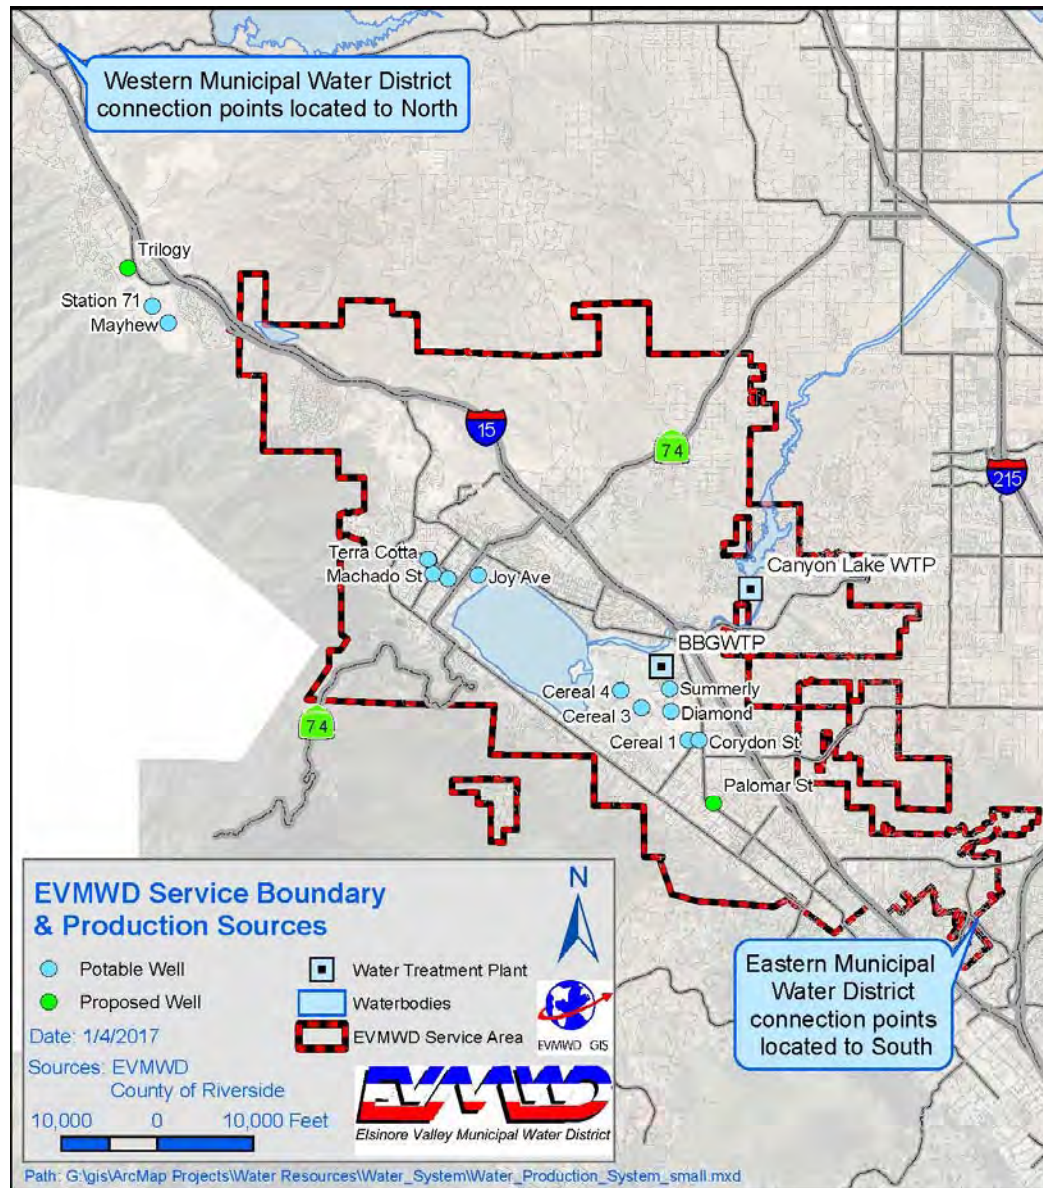 Western Municipal Water District
connection points located to North
Trilogy
Station 71
Mayhew
15
74
215
Terra Cotta
Machado St
Joy Ave
Canyon Lake WTP
BBGWTP
Cereal 4
Summerly
Cereal 3
Diamond
74
Cereal 1
Corydon St
Palomar St
EVMWD Service Boundary
& Production Sources
N
Potable Well
Water Treatment Plant
Proposed Well
Waterbodies
EVMWD Service Area
EVMWD GIS
Date: 1/4/2017
Sources: EVMWD
County of Riverside
10,000 0 10,000 Feet
EVMWD
Elsinore Valley Municipal Water District
Eastern Municipal
Water District
connection points
located to South
Path: G:\gis\ArcMap Projects\Water Resources\Water_System\Water_Production_System_small.mxd